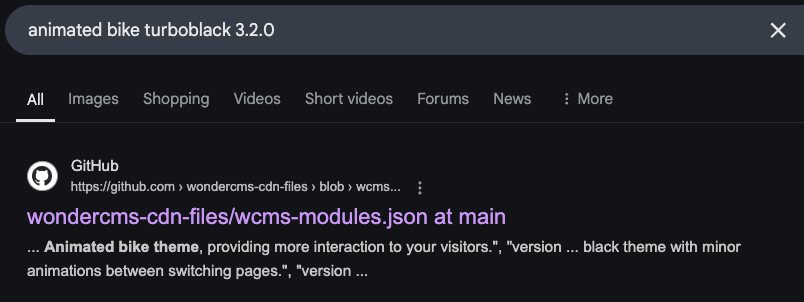 animated bike turboblack 3.2.0
All Images Shopping Videos Short videos Forums News More
GitHub
https://github.com › wondercms-cdn-files › blob › wcms...
wondercms-cdn-files/wcms-modules.json at main
... Animated bike theme, providing more interaction to your visitors.", "version ... black theme with minor
animations between switching pages.", "version ...